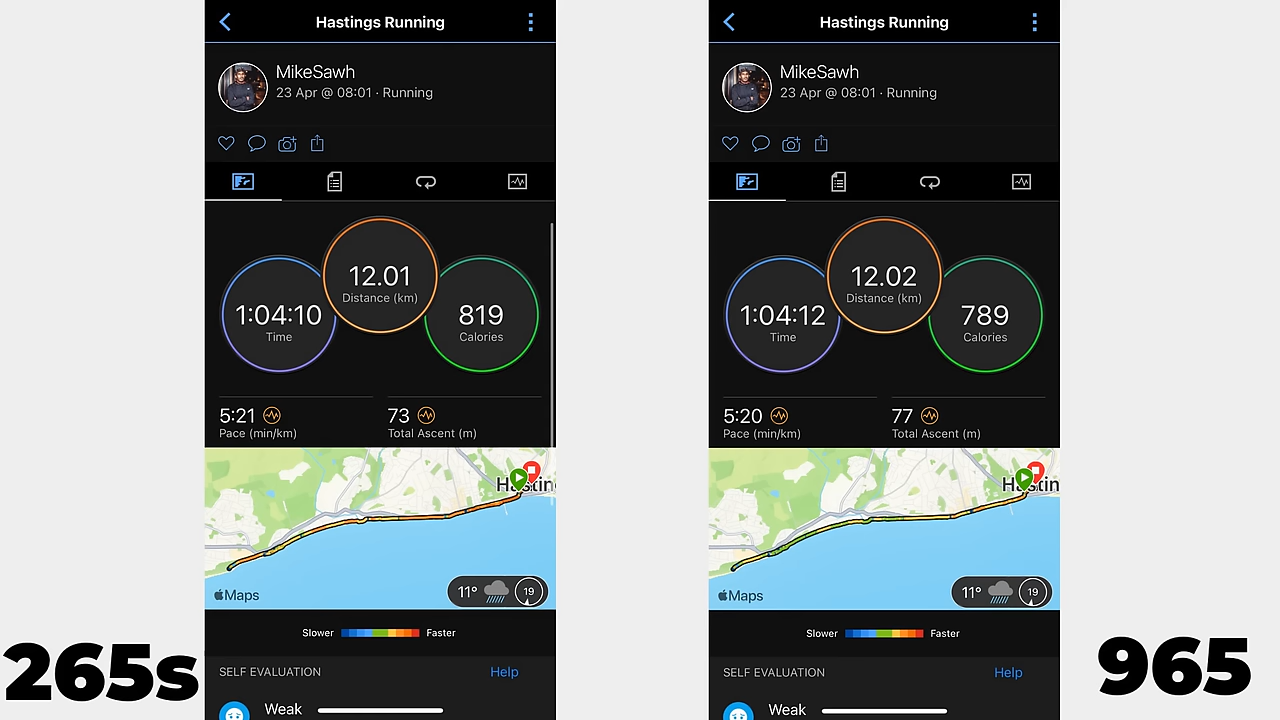 Hastings Running
MikeSawh
23 Apr @ 08:01 · Running
12.01
Distance (km)
1:04:10
Time
819
Calories
5:21
Pace (min/km)
73
Total Ascent (m)
Hastin
Maps
11°
19
Slower
Faster
SELF EVALUATION
Help
Weak
265s
Hastings Running
MikeSawh
23 Apr @ 08:01 · Running
12.02
Distance (km)
1:04:12
Time
789
Calories
5:20
Pace (min/km)
77
Total Ascent (m)
Hastin
Maps
11°
19
Slower
Faster
SELF EVALUATION
Help
Weak
965